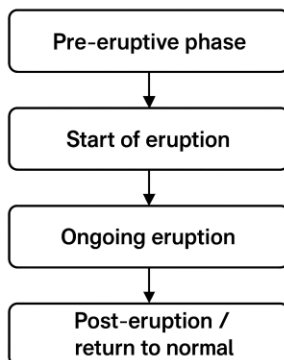 Pre-eruptive phase
Start of eruption
Ongoing eruption
Post-eruption /
return to normal